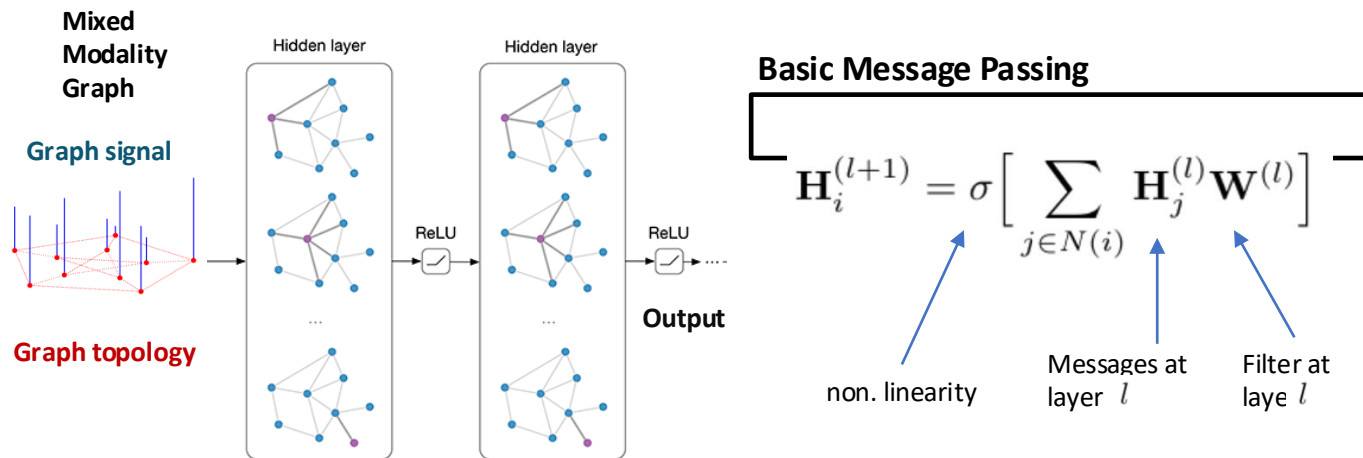 Mixed
Modality
Graph
Graph signal
Graph topology
Hidden layer
...
ReLU
Hidden layer
...
ReLU
....
Output
Basic Message Passing
H_i^{(l+1)} = σ[ ∑_{j∈N(i)} H_j^{(l)} W^{(l)} ]
non. linearity
Messages at
layer l
Filter at
laye l